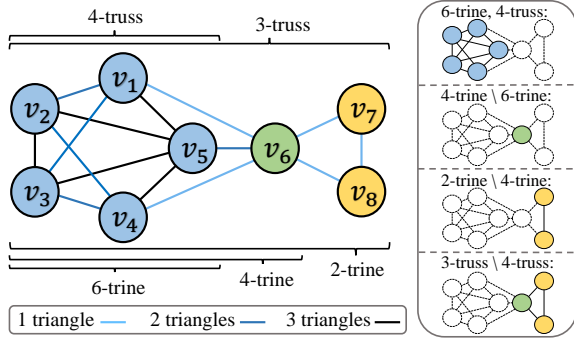 4-truss
3-truss
v1
v2
v3
v4
v5
v6
v7
v8
6-trine
4-trine
2-trine
1 triangle
2 triangles
3 triangles
6-trine, 4-truss:
4-trine \ 6-trine:
2-trine \ 4-trine:
3-truss \ 4-truss: